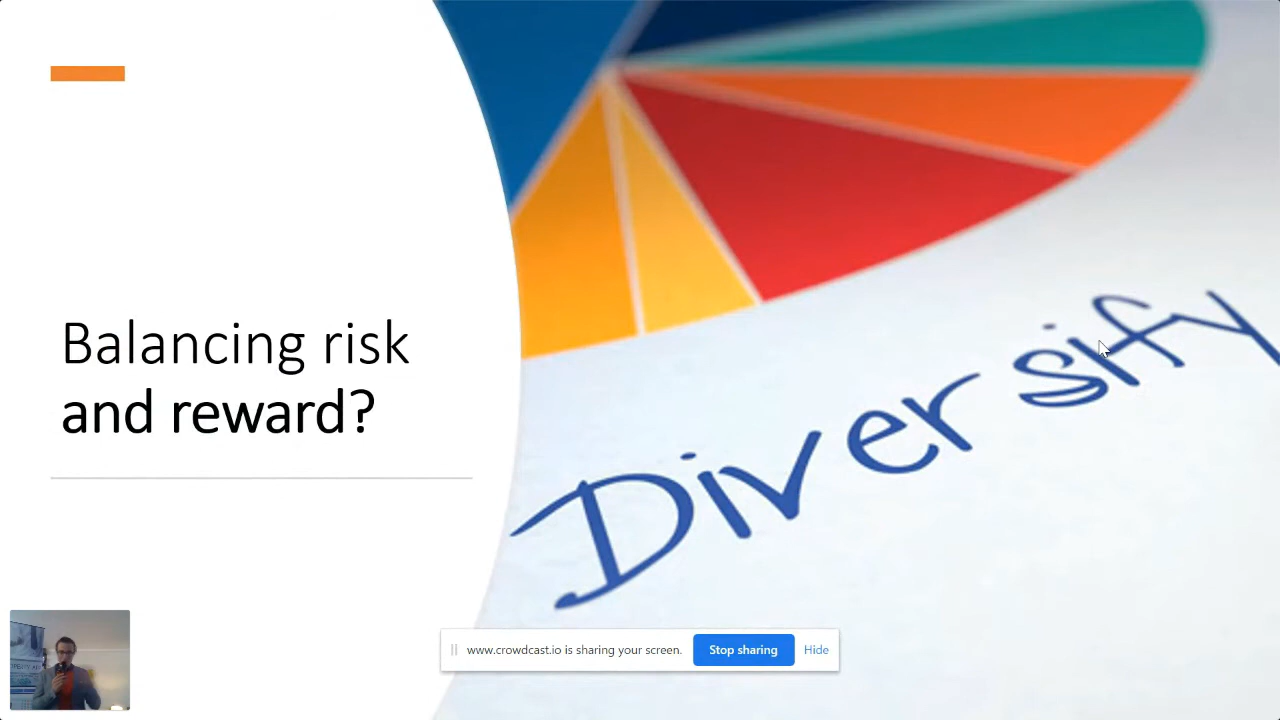 Balancing risk
and reward?
Diversify
www.crowdcast.io is sharing your screen.
Stop sharing
Hide